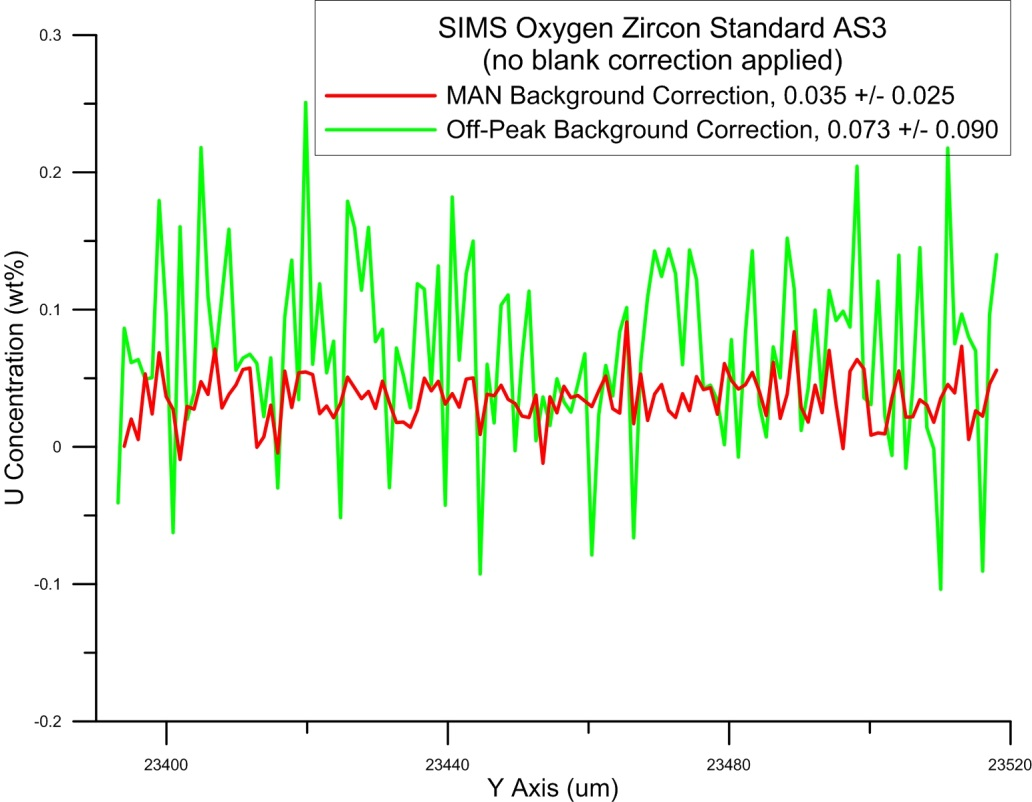 SIMS Oxygen Zircon Standard AS3
(no blank correction applied)
MAN Background Correction, 0.035 +/- 0.025
Off-Peak Background Correction, 0.073 +/- 0.090
U Concentration (wt%)
0.3
0.2
0.1
0
-0.1
-0.2
23400
23440
23480
23520
Y Axis (um)